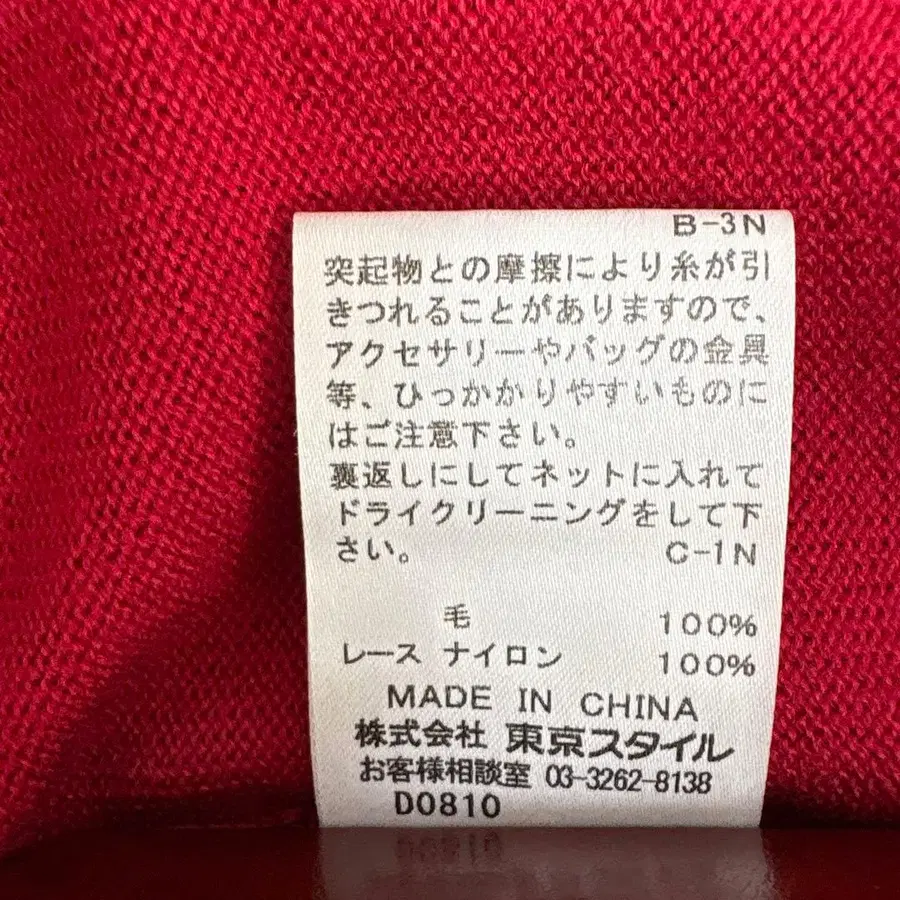 B-3N
突起物との摩擦により糸が引
きつれることがありますので、
アクセサリーやバッグの金具
等、ひっかかりやすいものに
はご注意下さい。
裏返しにしてネットに入れて
ドライクリーニングをして下
さい。 C-1N
毛 100%
レース ナイロン 100%
MADE IN CHINA
株式会社 東京スタイル
お客様相談室 03-3262-8138
D0810